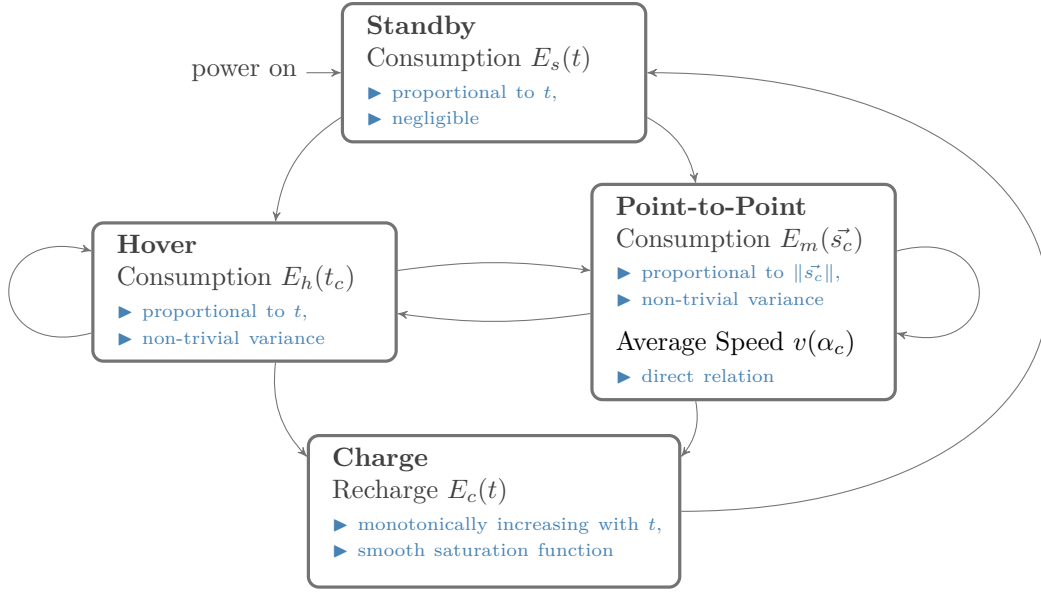 Standby
Consumption E_s(t)
▶ proportional to t,
▶ negligible
power on
Hover
Consumption E_h(t_c)
▶ proportional to t,
▶ non-trivial variance
Point-to-Point
Consumption E_m(\vec{s_c})
▶ proportional to ‖\vec{s_c}‖,
▶ non-trivial variance
Average Speed v(α_c)
▶ direct relation
Charge
Recharge E_c(t)
▶ monotonically increasing with t,
▶ smooth saturation function